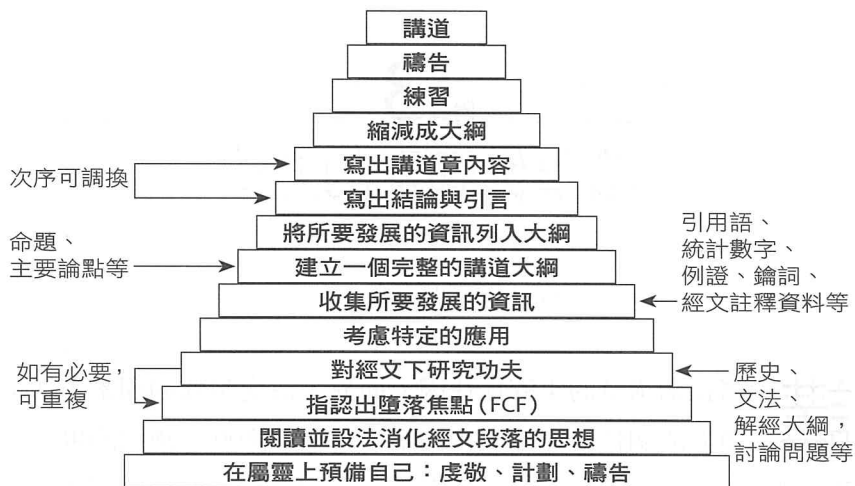 講道
禱告
練習
縮減成大綱
寫出講道章內容
次序可調換
寫出結論與引言
將所要發展的資訊列入大綱
命題、
主要論點等
建立一個完整的講道大綱
引用語、
統計數字、
例證、鑰詞、
經文註釋資料等
收集所要發展的資訊
考慮特定的應用
如有必要，
可重複
對經文下研究功夫
歷史、
文法、
解經大綱，
討論問題等
指認出墮落焦點(FCF)
閱讀並設法消化經文段落的思想
在屬靈上預備自己：虔敬、計劃、禱告